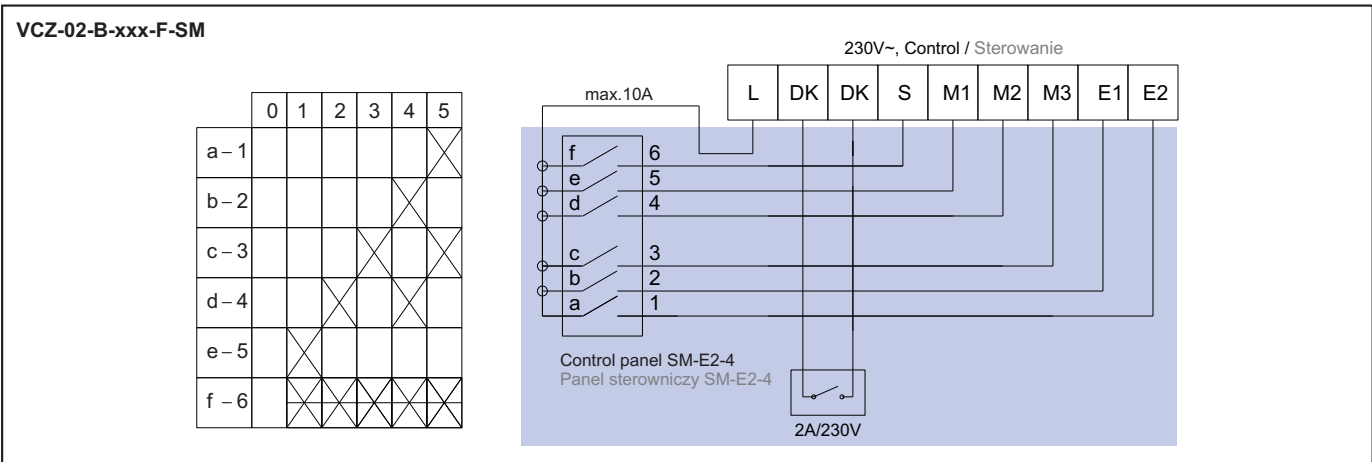 VCZ-02-B-xxx-F-SM
230V~, Control / Sterowanie
L DK DK S M1 M2 M3 E1 E2
max.10A
0 1 2 3 4 5
a – 1
b – 2
c – 3
d – 4
e – 5
f – 6
f 6
e 5
d 4
c 3
b 2
a 1
Control panel SM-E2-4
Panel sterowniczy SM-E2-4
2A/230V